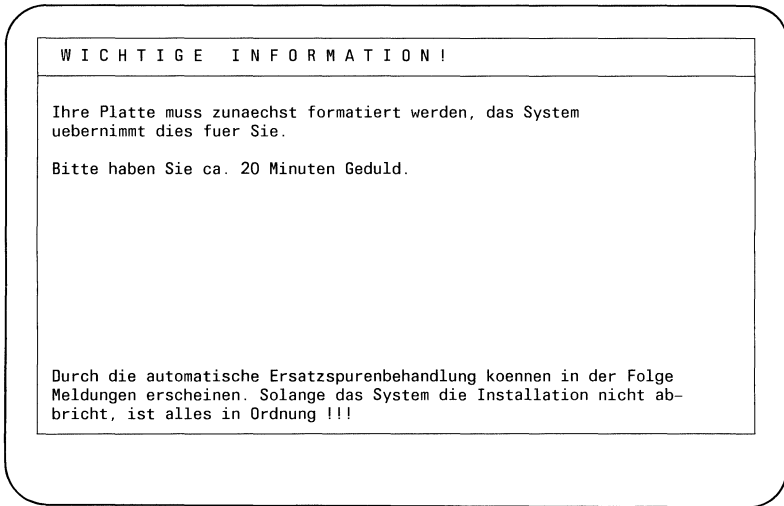 WICHTIGE INFORMATION!
Ihre Platte muss zunaechst formatiert werden, das System
uebernimmt dies fuer Sie.
Bitte haben Sie ca. 20 Minuten Geduld.
Durch die automatische Ersatzspurenbehandlung koennen in der Folge
Meldungen erscheinen. Solange das System die Installation nicht ab-
bricht, ist alles in Ordnung !!!